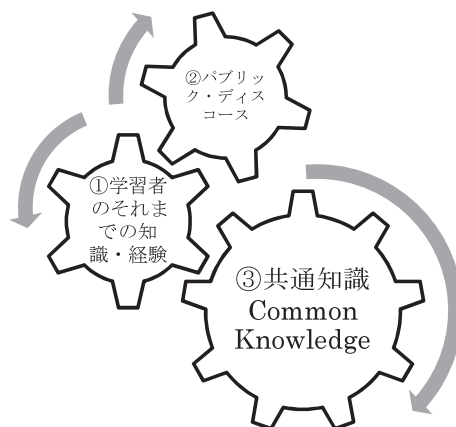 ②パブリッ
ク・ディス
コース
①学習者
のそれま
での知
識・経験
③共通知識
Common
Knowledge